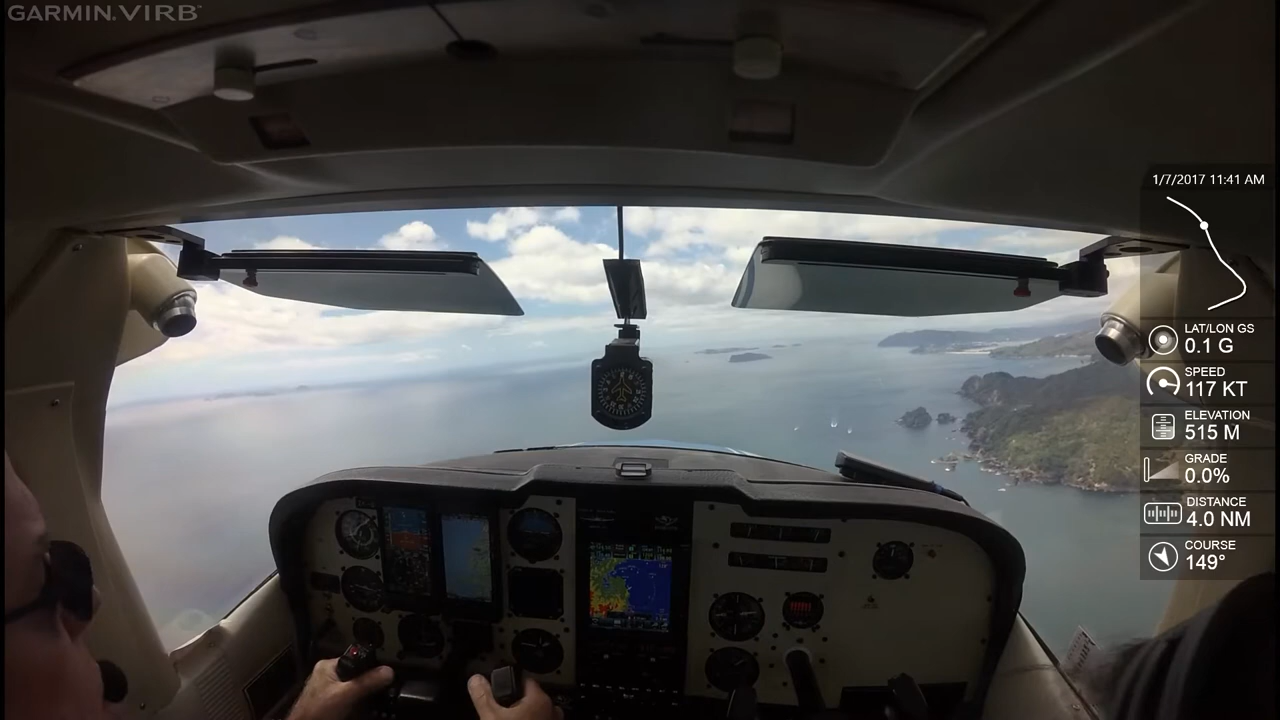 GARMIN.VIRB™
1/7/2017 11:41 AM
LAT/LON GS
0.1 G
SPEED
117 KT
ELEVATION
515 M
GRADE
0.0%
DISTANCE
4.0 NM
COURSE
149°